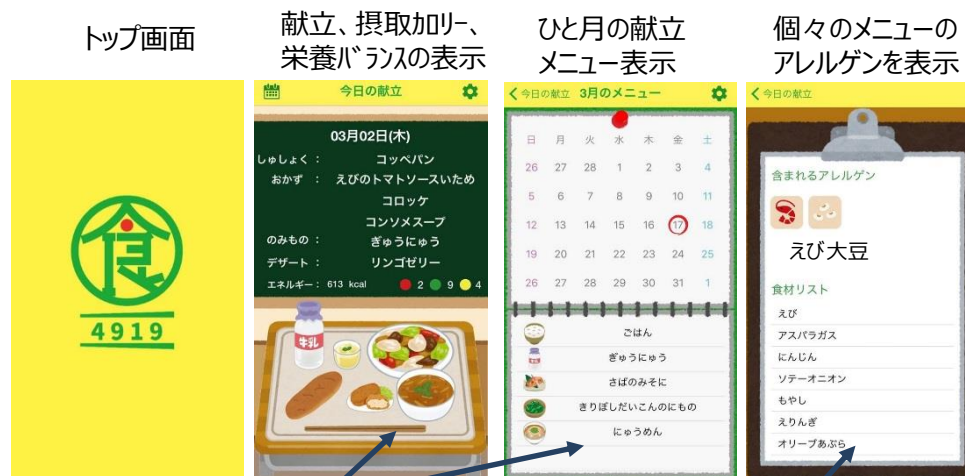 トップ画面
献立、摂取カロリー、
栄養バランスの表示
ひと月の献立
メニュー表示
個々のメニューの
アレルゲンを表示
食
4919
今日の献立
03月02日(木)
しゅしょく： コッペパン
おかず ： えびのトマトソースいため
コロッケ
コンソメスープ
のみもの： ぎゅうにゅう
デザート： リンゴゼリー
エネルギー： 613 kcal 2 9 4
牛乳
今日の献立 3月のメニュー
日 月 火 水 木 金 土
26 27 28 1 2 3 4
5 6 7 8 9 10 11
12 13 14 15 16 17 18
19 20 21 22 23 24 25
26 27 28 29 30 31 1
ごはん
ぎゅうにゅう
さばのみそに
きりぼしだいこんのにもの
にゅうめん
今日の献立
含まれるアレルゲン
えび大豆
食材リスト
えび
アスパラガス
にんじん
ソテーオニオン
もやし
えりんぎ
オリーブあぶら